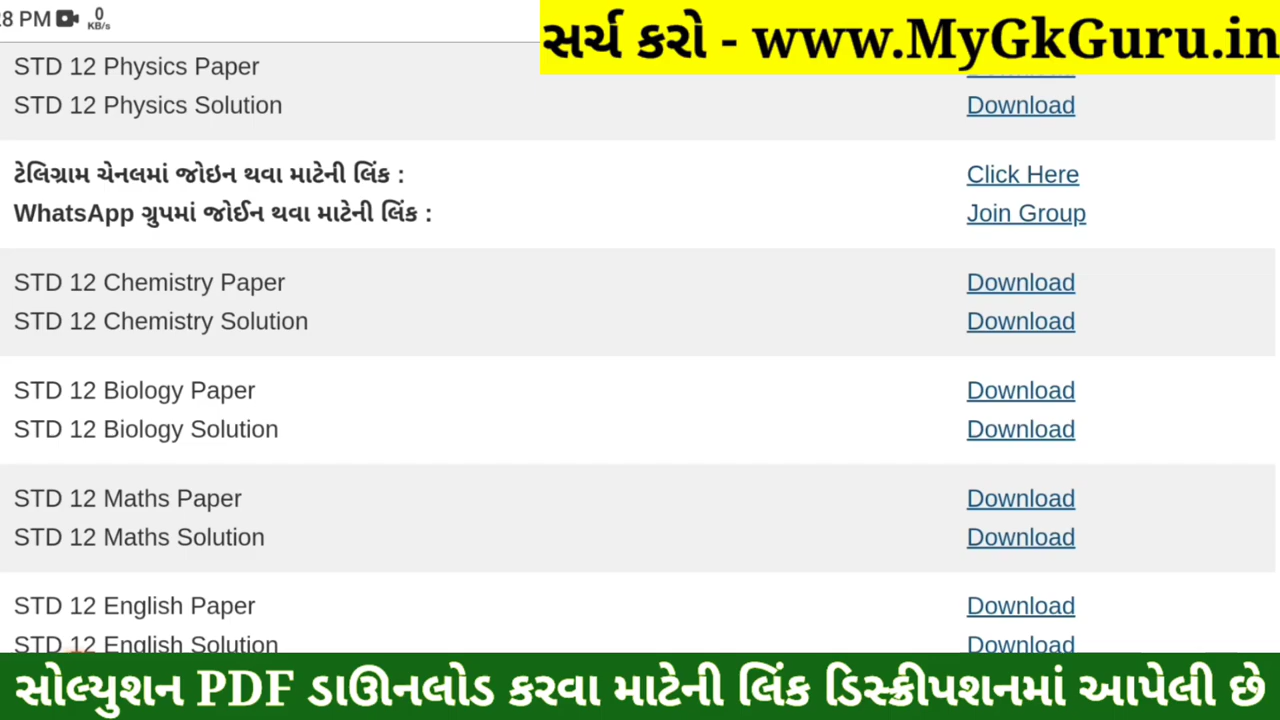 28 PM 0 KB/s
સર્ચ કરો - www.MyGkGuru.in
STD 12 Physics Paper
STD 12 Physics Solution Download
ટેલિગ્રામ ચેનલમાં જોઇન થવા માટેની લિંક : Click Here
WhatsApp ગ્રુપમાં જોઈન થવા માટેની લિંક : Join Group
STD 12 Chemistry Paper Download
STD 12 Chemistry Solution Download
STD 12 Biology Paper Download
STD 12 Biology Solution Download
STD 12 Maths Paper Download
STD 12 Maths Solution Download
STD 12 English Paper Download
STD 12 English Solution Download
સોલ્યુશન PDF ડાઊનલોડ કરવા માટેની લિંક ડિસ્ક્રીપશનમાં આપેલી છે